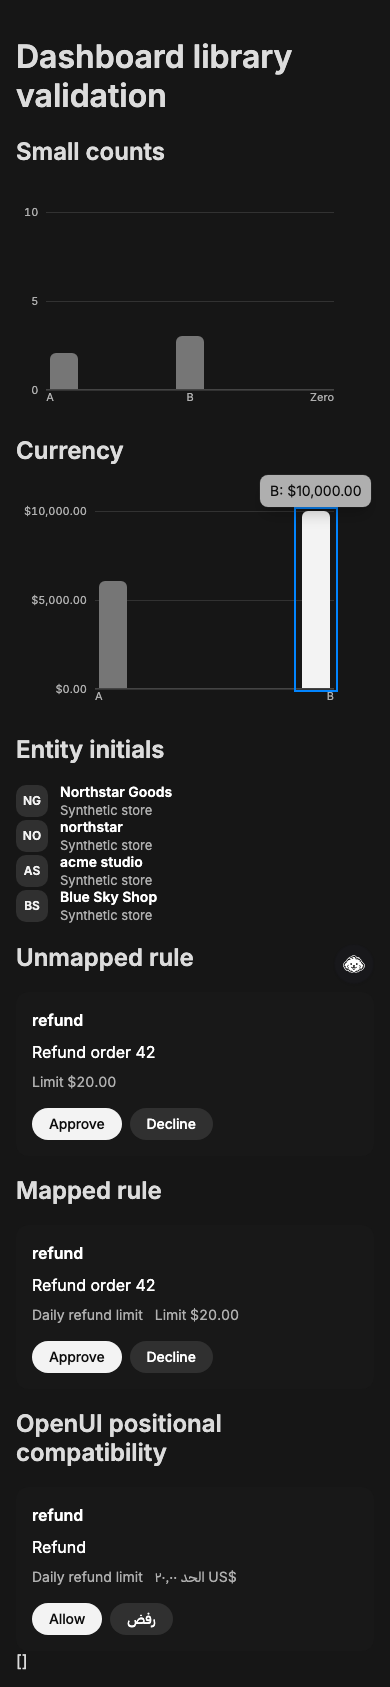 Dashboard library
validation
Small counts
10
5
0
A
B
Zero
Currency
B: $10,000.00
$10,000.00
$5,000.00
$0.00
A
B
Entity initials
NG
Northstar Goods
Synthetic store
NO
northstar
Synthetic store
AS
acme studio
Synthetic store
BS
Blue Sky Shop
Synthetic store
Unmapped rule
refund
Refund order 42
Limit $20.00
Approve
Decline
Mapped rule
refund
Refund order 42
Daily refund limit Limit $20.00
Approve
Decline
OpenUI positional
compatibility
refund
Refund
Daily refund limit الحد ٢٠٫٠٠ US$
Allow
رفض
[]